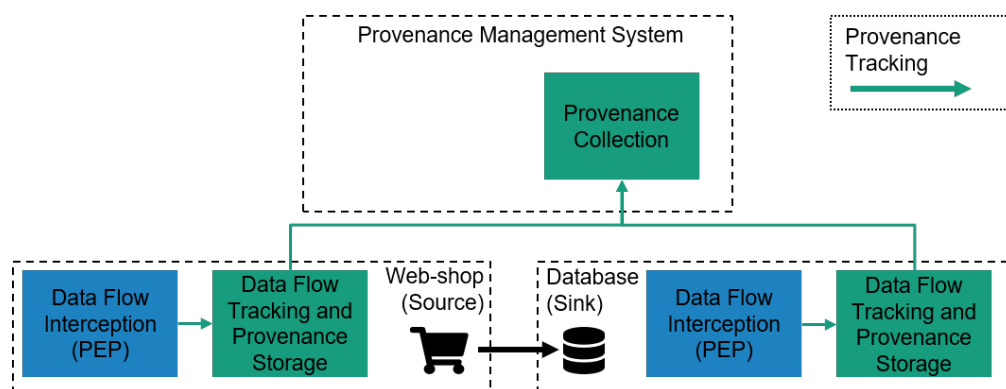 Provenance Management System
Provenance
Collection
Provenance
Tracking
Data Flow
Interception
(PEP)
Data Flow
Tracking and
Provenance
Storage
Web-shop
(Source)
Database
(Sink)
Data Flow
Interception
(PEP)
Data Flow
Tracking and
Provenance
Storage